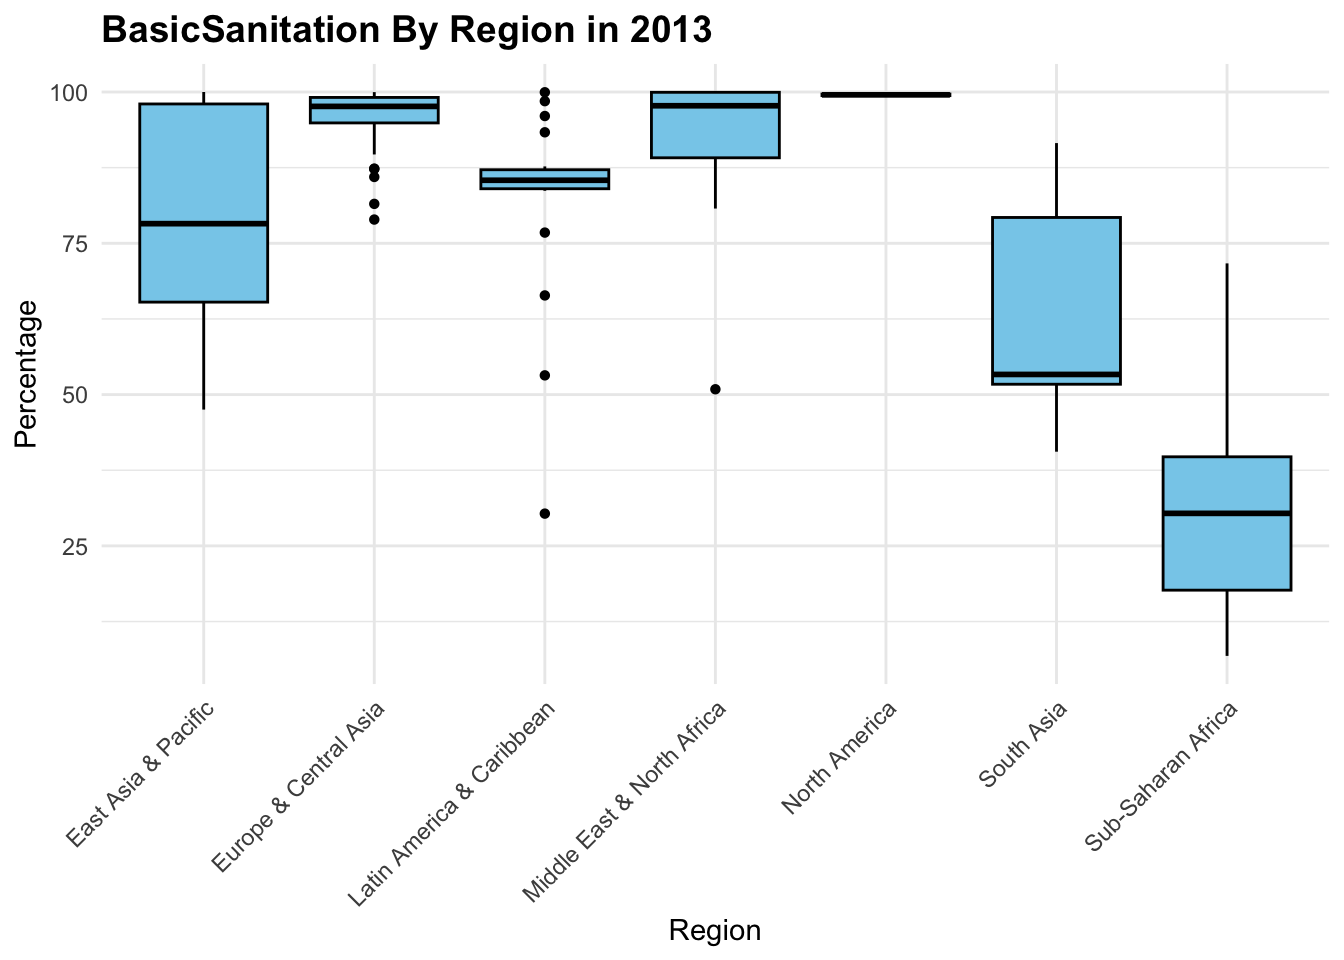 BasicSanitation By Region in 2013
Percentage
100
75
50
25
East Asia & Pacific
Europe & Central Asia
Latin America & Caribbean
Middle East & North Africa
North America
South Asia
Sub-Saharan Africa
Region